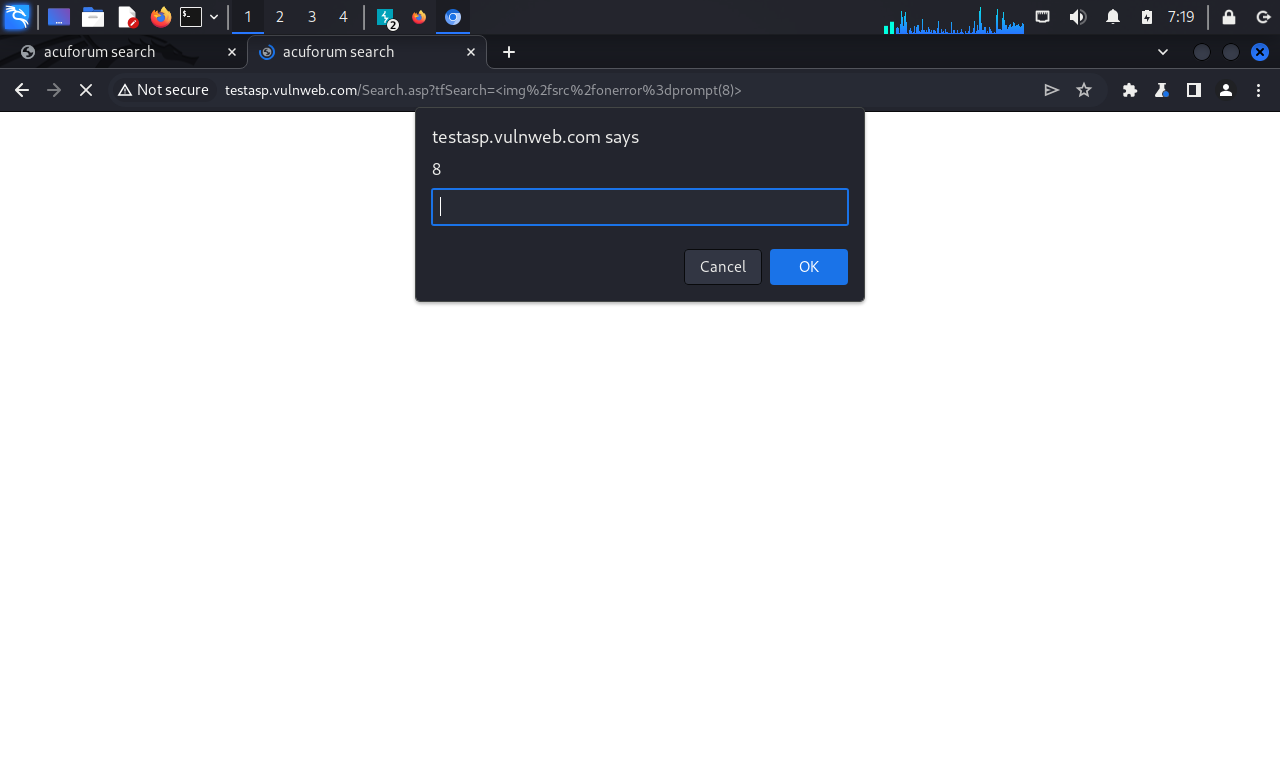 1 2 3 4 2 7:19
acuforum search acuforum search
Not secure testasp.vulnweb.com/Search.asp?tfSearch=<img%2fsrc%2fonerror%3dprompt(8)>
testasp.vulnweb.com says
8
Cancel OK